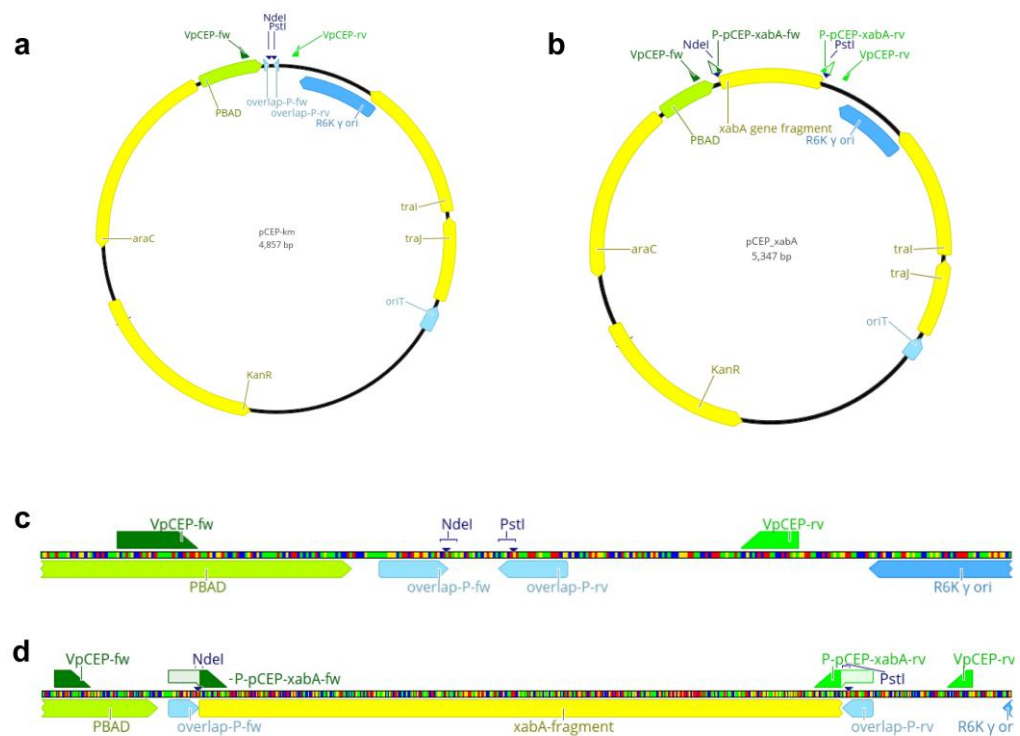 a
NdeI
PstI
VpCEP-fw
VpCEP-rv
PBAD
overlap-P-fw
overlap-P-rv
R6K γ ori
traI
traJ
araC
pCEP-km
4,857 bp
oriT
KanR
b
P-pCEP-xabA-fw
P-pCEP-xabA-rv
NdeI
PstI
VpCEP-fw
VpCEP-rv
PBAD
xabA gene fragment
R6K γ ori
araC
pCEP_xabA
5,347 bp
traI
traJ
oriT
KanR
c
VpCEP-fw
NdeI
PstI
VpCEP-rv
PBAD
overlap-P-fw
overlap-P-rv
R6K γ ori
d
VpCEP-fw
NdeI
P-pCEP-xabA-fw
P-pCEP-xabA-rv
VpCEP-rv
PstI
PBAD
overlap-P-fw
xabA-fragment
overlap-P-rv
R6K γ ori